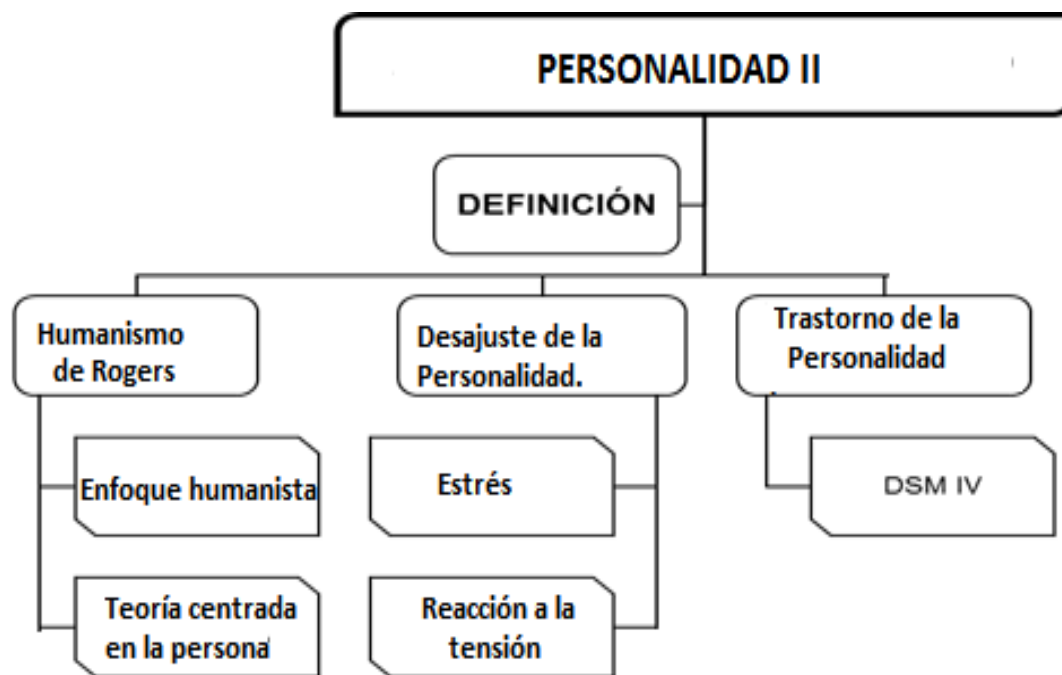 PERSONALIDAD II
DEFINICIÓN
Humanismo
de Rogers
Desajuste de la
Personalidad.
Trastorno de la
Personalidad
Enfoque humanista
Estrés
DSM IV
Teoría centrada
en la persona
Reacción a la
tensión